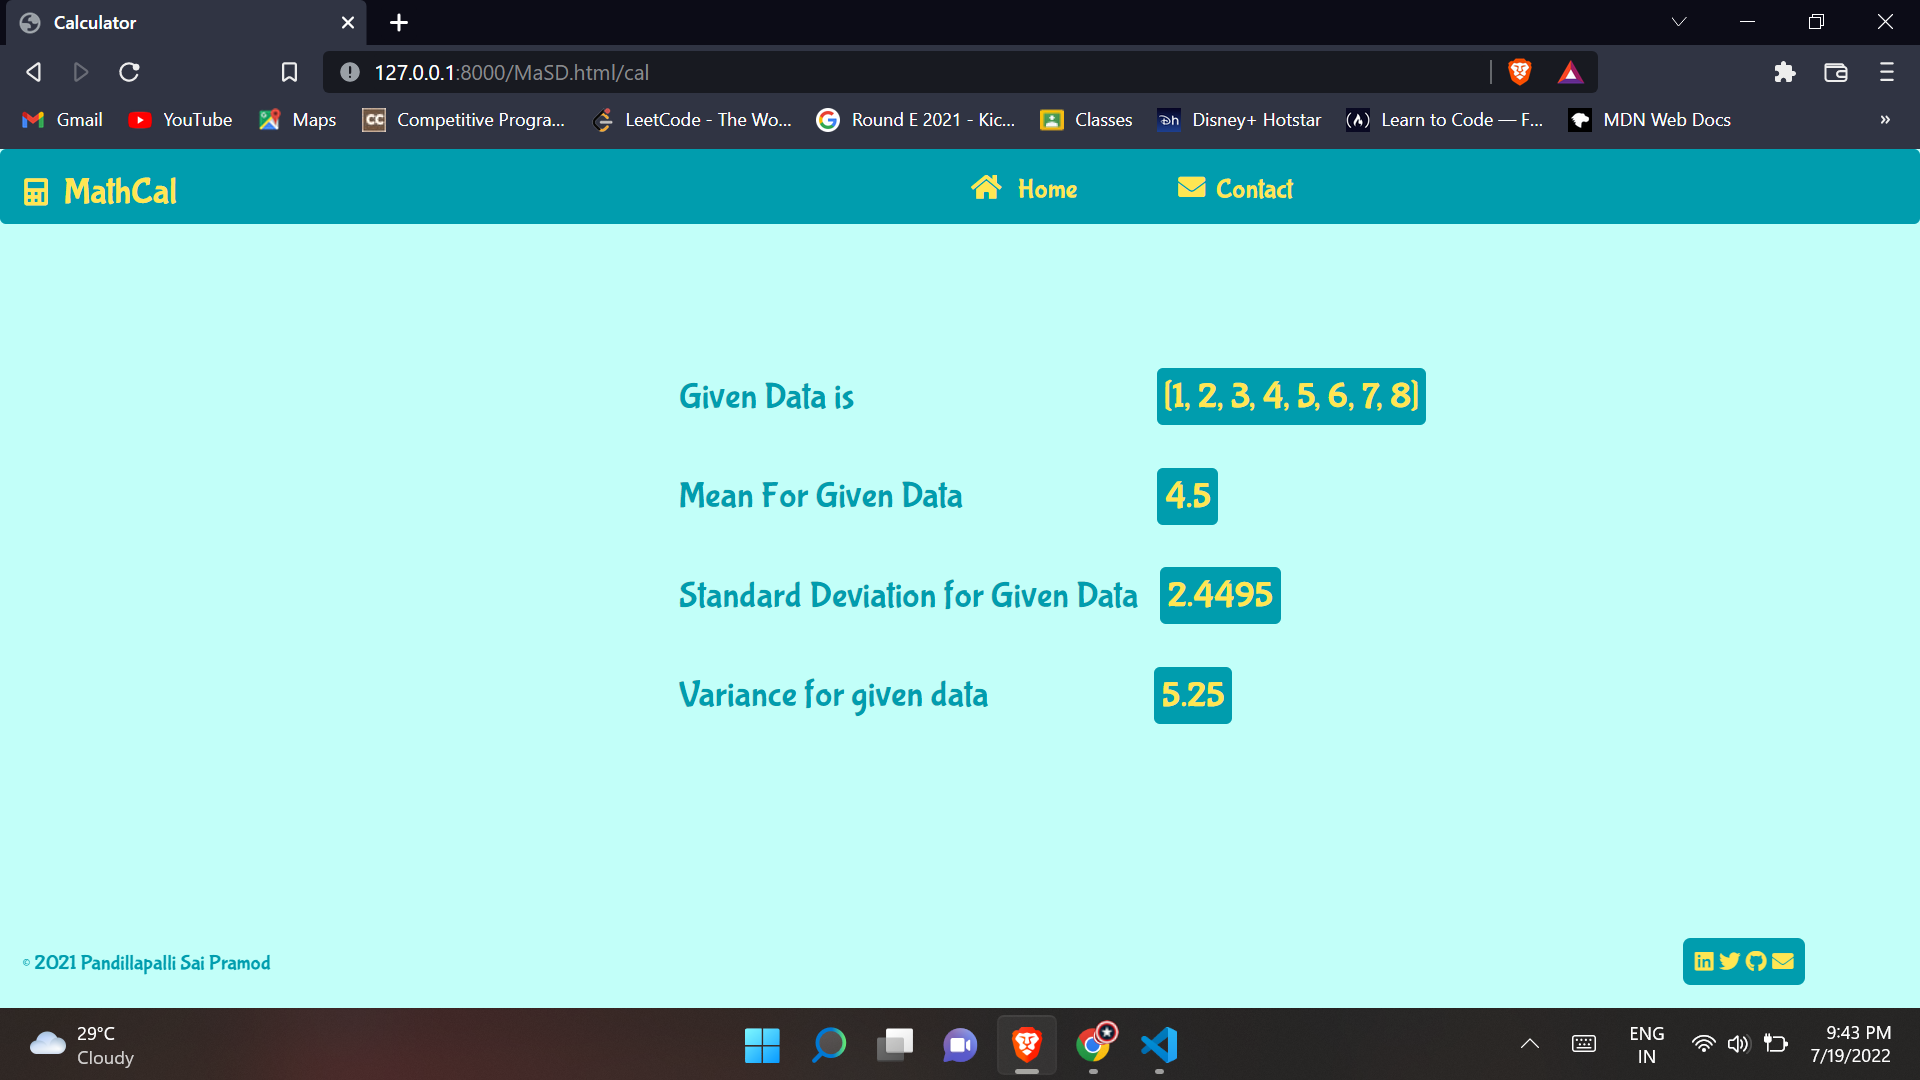 Calculator
127.0.0.1:8000/MaSD.html/cal
Gmail YouTube Maps CC Competitive Progra... LeetCode - The Wo... Round E 2021 - Kic... Classes Dh Disney+ Hotstar Learn to Code — F... MDN Web Docs »
MathCal Home Contact
Given Data is [1, 2, 3, 4, 5, 6, 7, 8]
Mean For Given Data 4.5
Standard Deviation for Given Data 2.4495
Variance for given data 5.25
© 2021 Pandillapalli Sai Pramod
29°C
Cloudy
ENG
IN
9:43 PM
7/19/2022